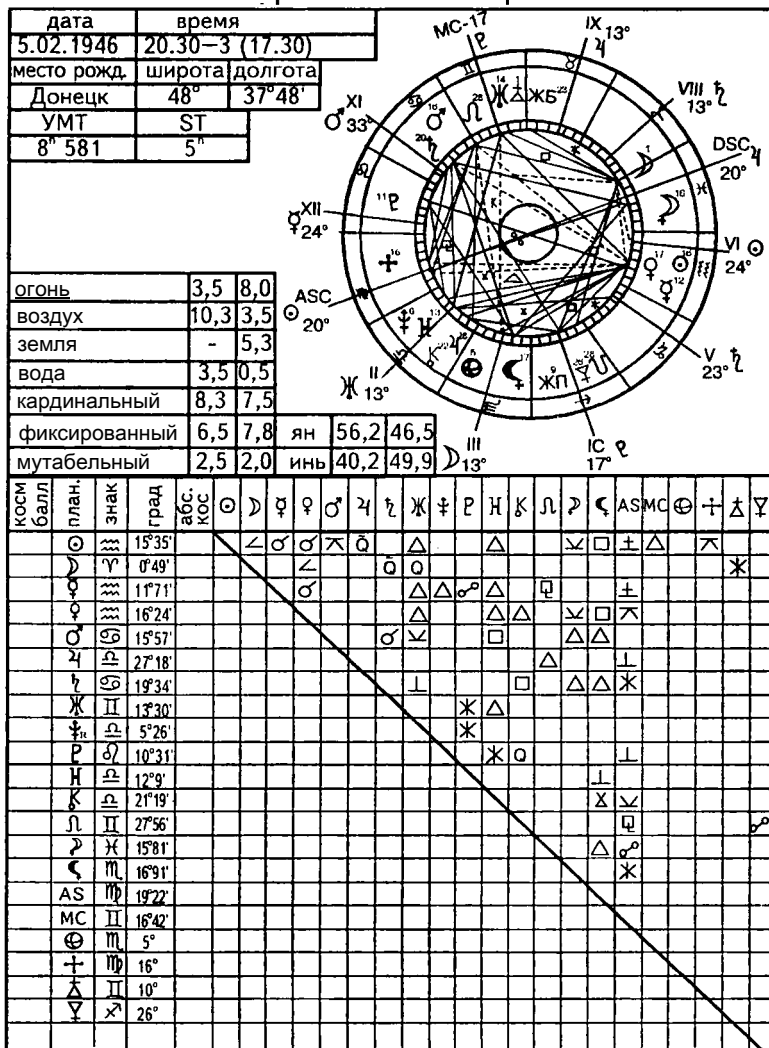 дата время
5.02.1946 20.30–3 (17.30)
место рожд. широта долгота
Донецк 48° 37°48'
УМТ ST
8ʰ 581 5ʰ
MC-17 ♇
IX 13° ♃
VIII ♄ 13°
DSC ♃ 20°
VI ☉ 24°
V ♄ 23°
IC 17° ♇
III ☽ 13°
II ♅ 13°
ASC ☉ 20°
XII ☿ 24°
XI ♂ 33°
ЖБ
ЖП
огонь 3,5 8,0
воздух 10,3 3,5
земля - 5,3
вода 3,5 0,5
кардинальный 8,3 7,5
фиксированный 6,5 7,8 ян 56,2 46,5
мутабельный 2,5 2,0 инь 40,2 49,9
косм балл план. знак град абс. кос ☉ ☽ ☿ ♀ ♂ ♃ ♄ ♅ ♇ ☊ AS MC
☉ ♒ 15°35'
☽ ♈ 0°49'
☿ ♒ 11°71'
♀ ♒ 16°24'
♂ ♋ 15°57'
♃ ♎ 27°18'
♄ ♋ 19°34'
♅ ♊ 13°30'
♎ 5°26'
♇ ♌ 10°31'
♎ 12°9'
♎ 21°19'
☊ ♊ 27°56'
♓ 15°81'
⚸ ♏ 16°91'
AS ♍ 19°22'
MC ♊ 16°42'
♏ 5°
♍ 16°
♊ 10°
♐ 26°